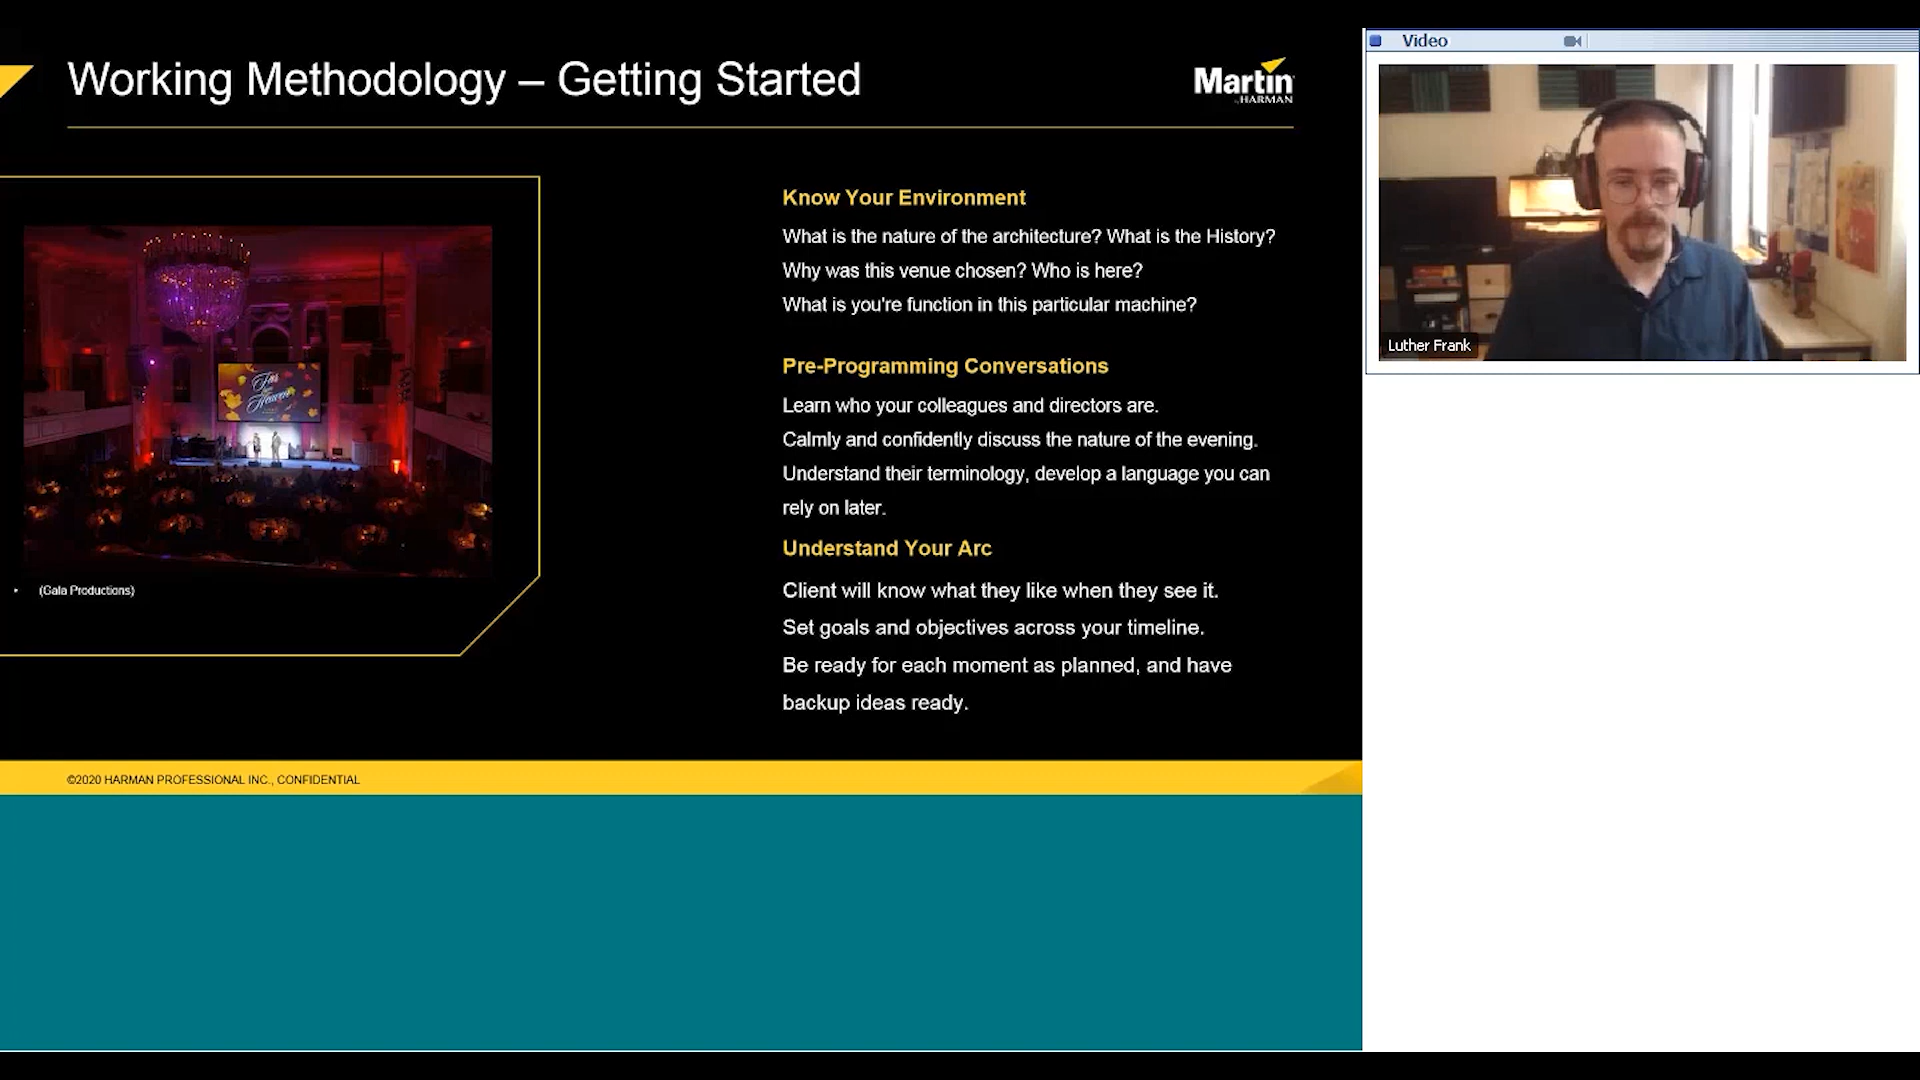 Working Methodology – Getting Started
Martin
by HARMAN
Know Your Environment
What is the nature of the architecture? What is the History?
Why was this venue chosen? Who is here?
What is you're function in this particular machine?
Pre-Programming Conversations
Learn who your colleagues and directors are.
Calmly and confidently discuss the nature of the evening.
Understand their terminology, develop a language you can
rely on later.
Understand Your Arc
Client will know what they like when they see it.
Set goals and objectives across your timeline.
Be ready for each moment as planned, and have
backup ideas ready.
Heaven
(Gala Productions)
©2020 HARMAN PROFESSIONAL INC., CONFIDENTIAL
Video
Luther Frank